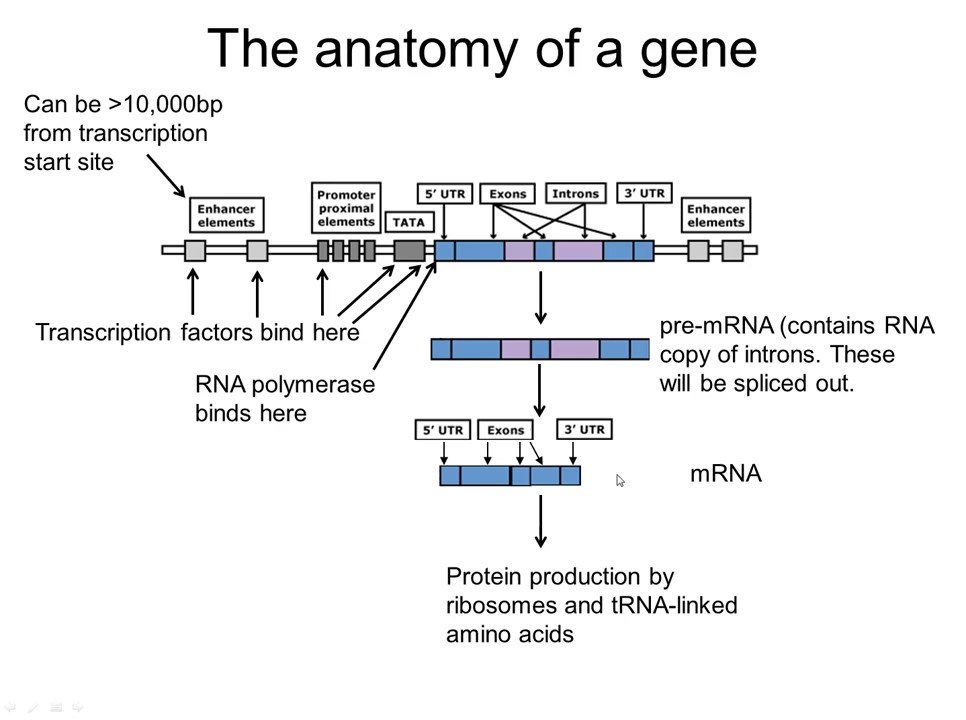 The anatomy of a gene
Can be >10,000bp
from transcription
start site
Enhancer
elements
Promoter
proximal
elements
TATA
5’ UTR
Exons
Introns
3’ UTR
Enhancer
elements
Transcription factors bind here
RNA polymerase
binds here
pre-mRNA (contains RNA
copy of introns. These
will be spliced out.
5’ UTR
Exons
3’ UTR
mRNA
Protein production by
ribosomes and tRNA-linked
amino acids